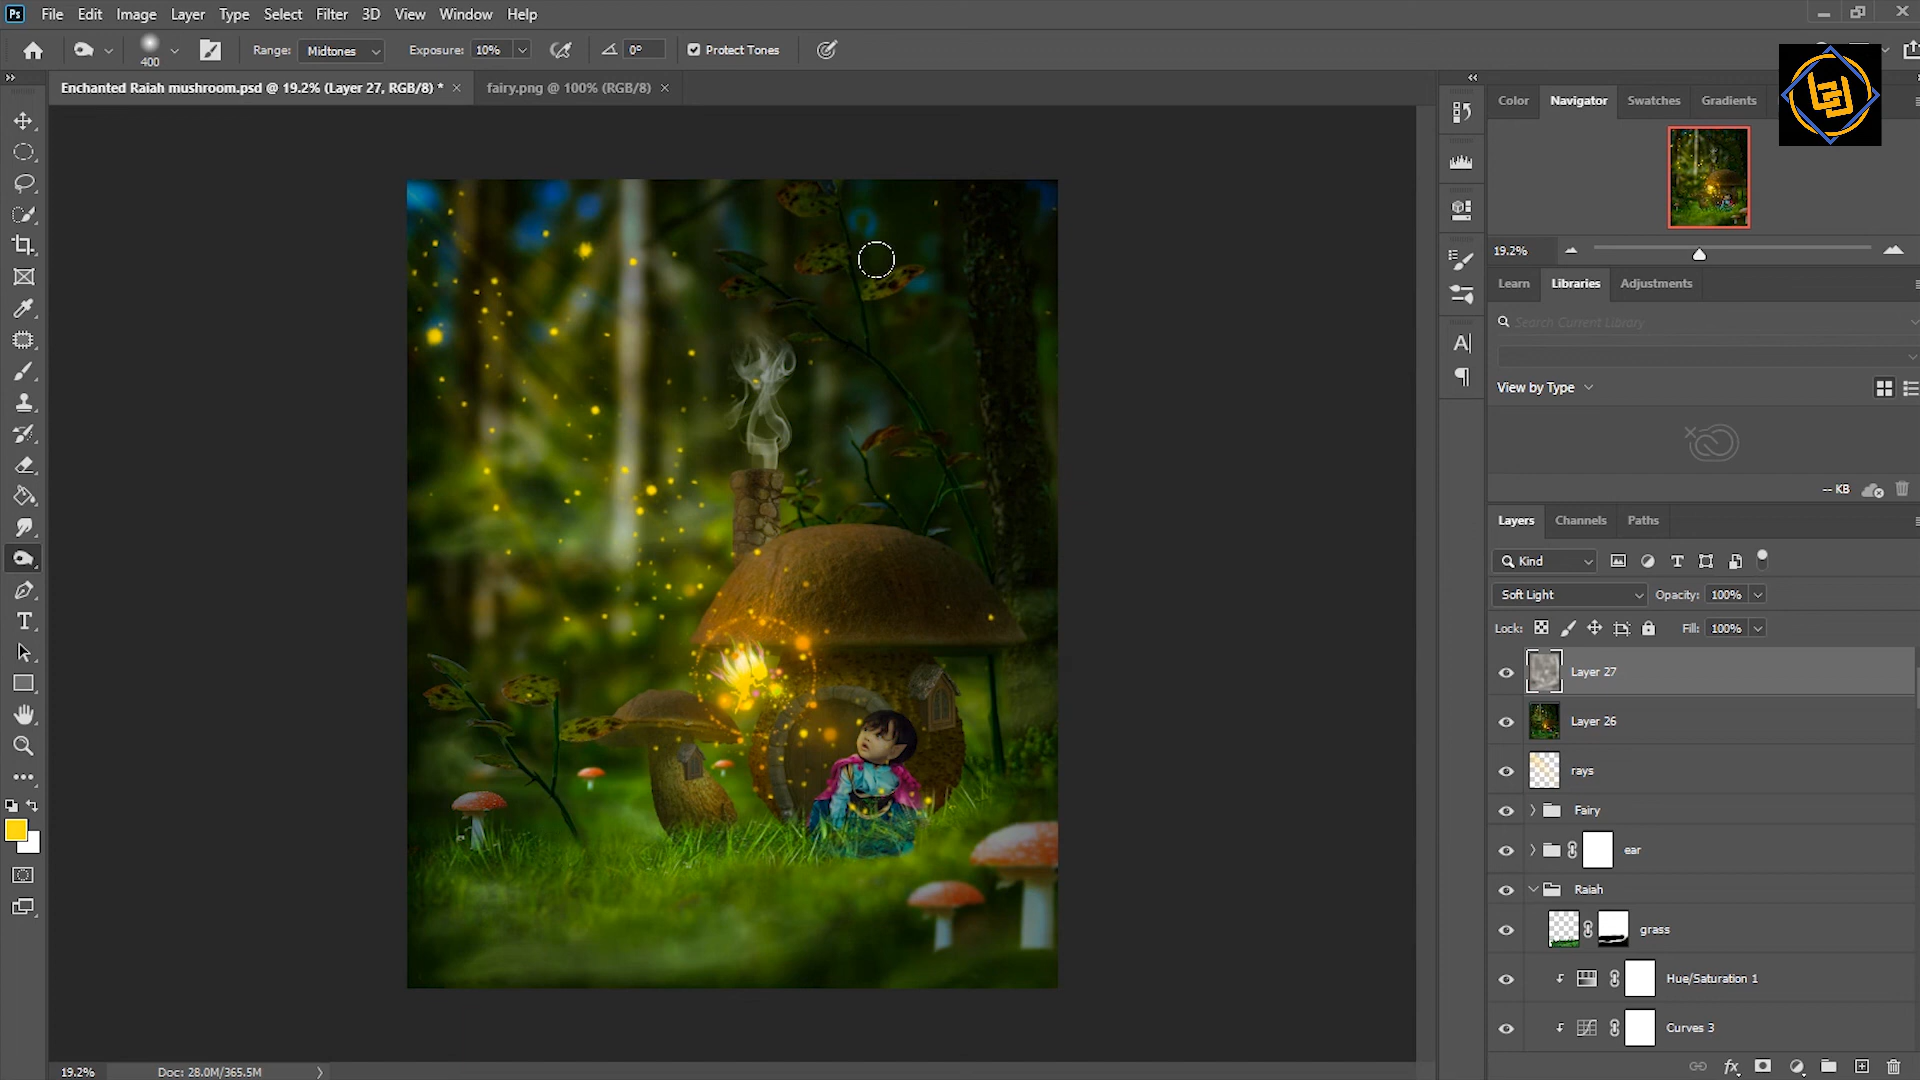 Ps File Edit Image Layer Type Select Filter 3D View Window Help
400 Range: Midtones Exposure: 10% 0° Protect Tones
Enchanted Raiah mushroom.psd @ 19.2% (Layer 27, RGB/8) * fairy.png @ 100% (RGB/8)
Color Navigator Swatches Gradients
19.2%
Learn Libraries Adjustments
Search Current Library
View by Type
-- KB
Layers Channels Paths
Kind
Soft Light Opacity: 100%
Lock: Fill: 100%
Layer 27
Layer 26
rays
Fairy
ear
Raiah
grass
Hue/Saturation 1
Curves 3
19.2% Doc: 28.0M/365.5M